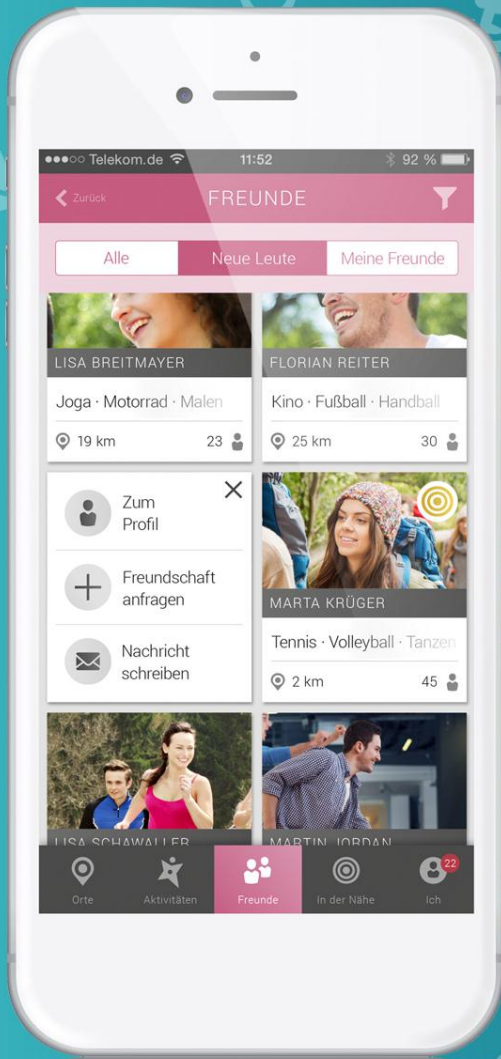 Telekom.de 11:52 92 %
Zurück FREUNDE
Alle Neue Leute Meine Freunde
LISA BREITMAYER
Joga · Motorrad · Malen
19 km 23
FLORIAN REITER
Kino · Fußball · Handball
25 km 30
Zum
Profil
Freundschaft
anfragen
Nachricht
schreiben
MARTA KRÜGER
Tennis · Volleyball · Tanzen
2 km 45
LISA SCHAWALLER
MARTIN JORDAN
22
Orte Aktivitäten Freunde In der Nähe Ich